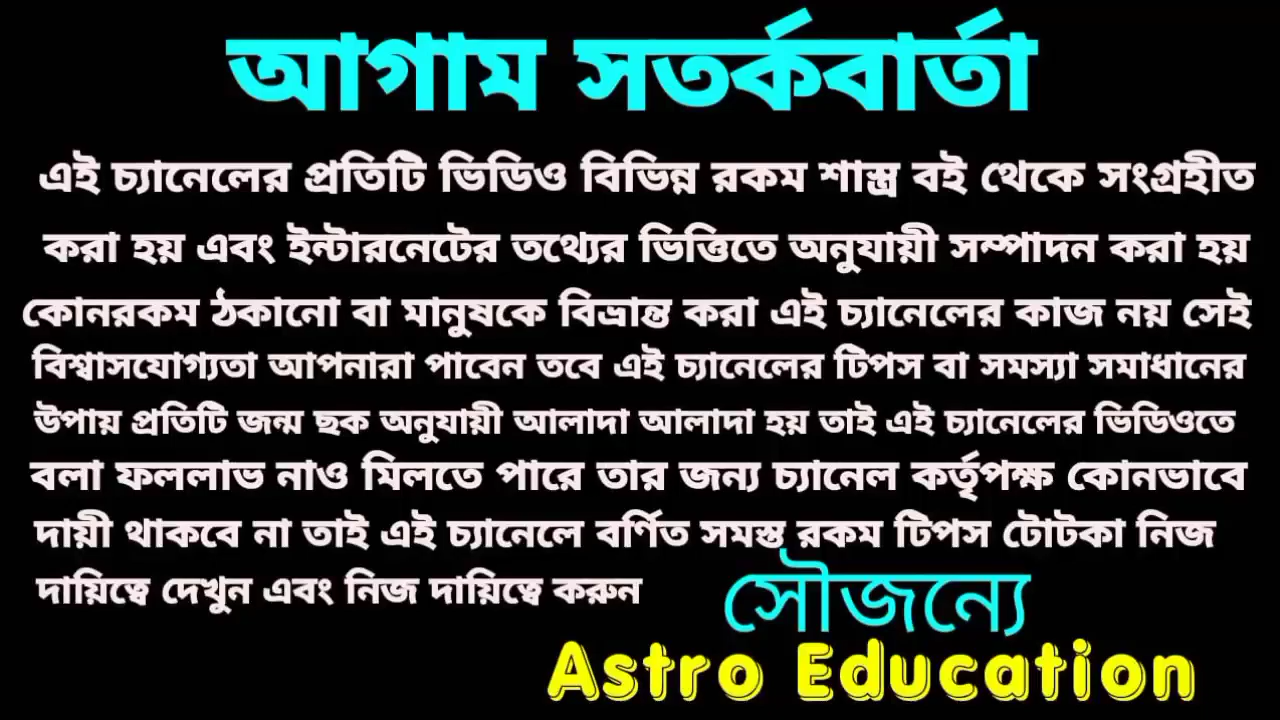 আগাম সতর্কবার্তা
এই চ্যানেলের প্রতিটি ভিডিও বিভিন্ন রকম শাস্ত্র বই থেকে সংগ্রহীত
করা হয় এবং ইন্টারনেটের তথ্যের ভিত্তিতে অনুযায়ী সম্পাদন করা হয়
কোনরকম ঠকানো বা মানুষকে বিভ্রান্ত করা এই চ্যানেলের কাজ নয় সেই
বিশ্বাসযোগ্যতা আপনারা পাবেন তবে এই চ্যানেলের টিপস বা সমস্যা সমাধানের
উপায় প্রতিটি জন্ম ছক অনুযায়ী আলাদা আলাদা হয় তাই এই চ্যানেলের ভিডিওতে
বলা ফললাভ নাও মিলতে পারে তার জন্য চ্যানেল কর্তৃপক্ষ কোনভাবে
দায়ী থাকবে না তাই এই চ্যানেলে বর্ণিত সমস্ত রকম টিপস টোটকা নিজ
দায়িত্বে দেখুন এবং নিজ দায়িত্বে করুন
সৌজন্যে
Astro Education